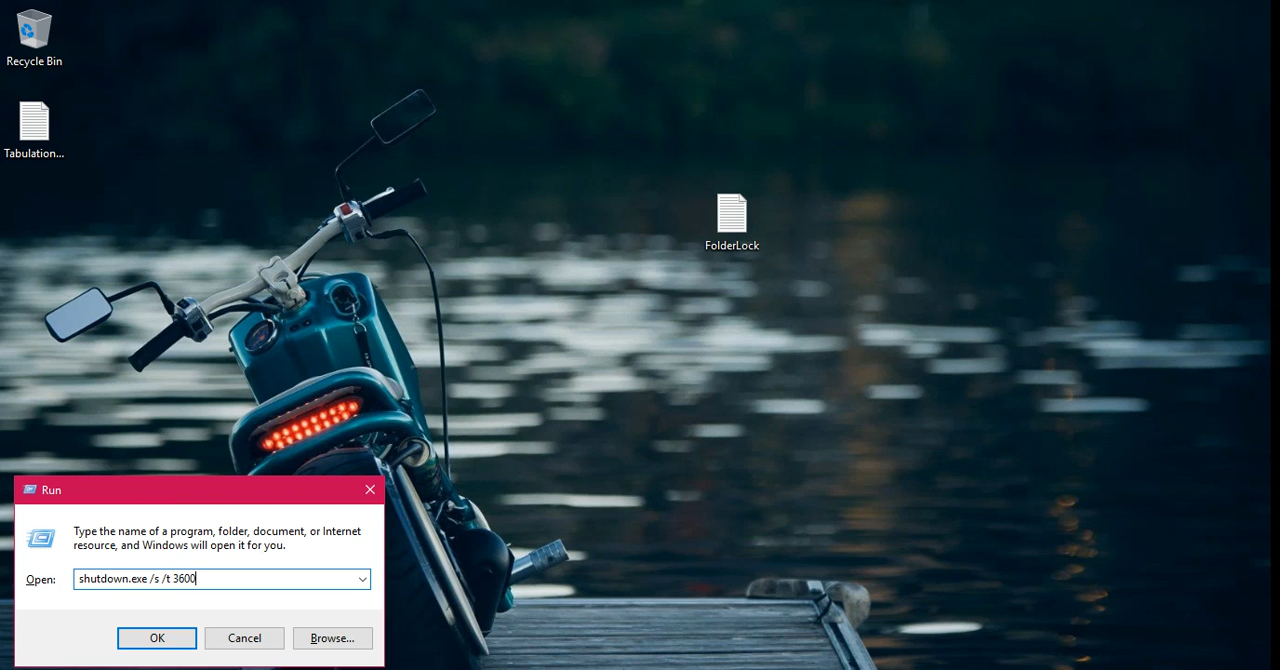 Recycle Bin
Tabulation...
FolderLock
Run
Type the name of a program, folder, document, or Internet
resource, and Windows will open it for you.
Open:
shutdown.exe /s /t 3600
OK
Cancel
Browse...